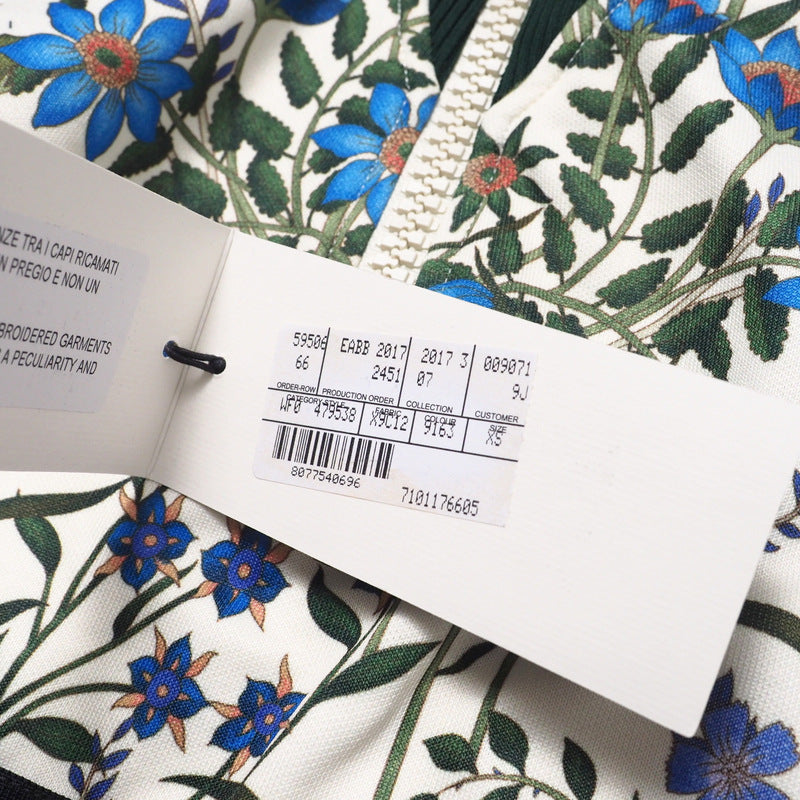 NZE TRA I CAPI RICAMATI
N PREGIO E NON UN
BROIDERED GARMENTS
A PECULIARITY AND
59506 EABB 2017 2017 3 009071
66 2451 07 9J
ORDER-ROW PRODUCTION ORDER COLLECTION CUSTOMER
CATEGORY STYLE FABRIC COLOUR SIZE
WF0 479538 X9C12 9163 XS
8077540696
7101176605